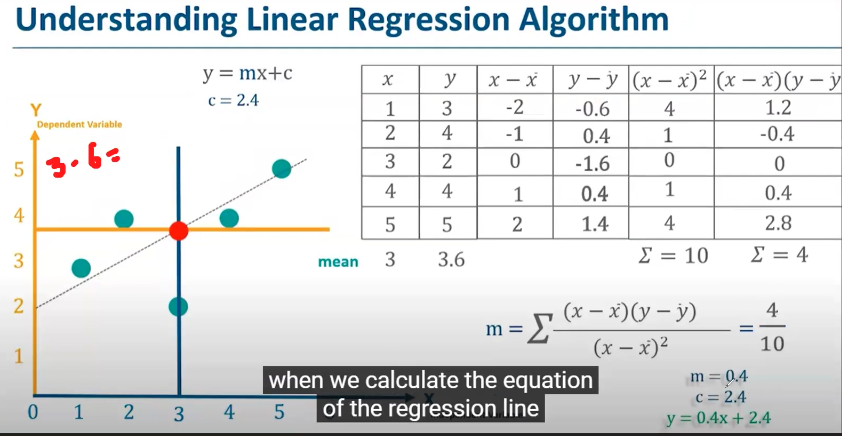 Understanding Linear Regression Algorithm
y = mx+c
c = 2.4
Y
Dependent Variable
3.6=
5
4
3
2
1
0 1 2 3 4 5
X
x y x − ẋ y − ẏ (x − ẋ)² (x − ẋ)(y − ẏ
1 3 -2 -0.6 4 1.2
2 4 -1 0.4 1 -0.4
3 2 0 -1.6 0 0
4 4 1 0.4 1 0.4
5 5 2 1.4 4 2.8
mean 3 3.6 Σ = 10 Σ = 4
m = Σ (x − ẋ)(y − ẏ) / (x − ẋ)² = 4 / 10
m = 0.4
c = 2.4
y = 0.4x + 2.4
when we calculate the equation
of the regression line